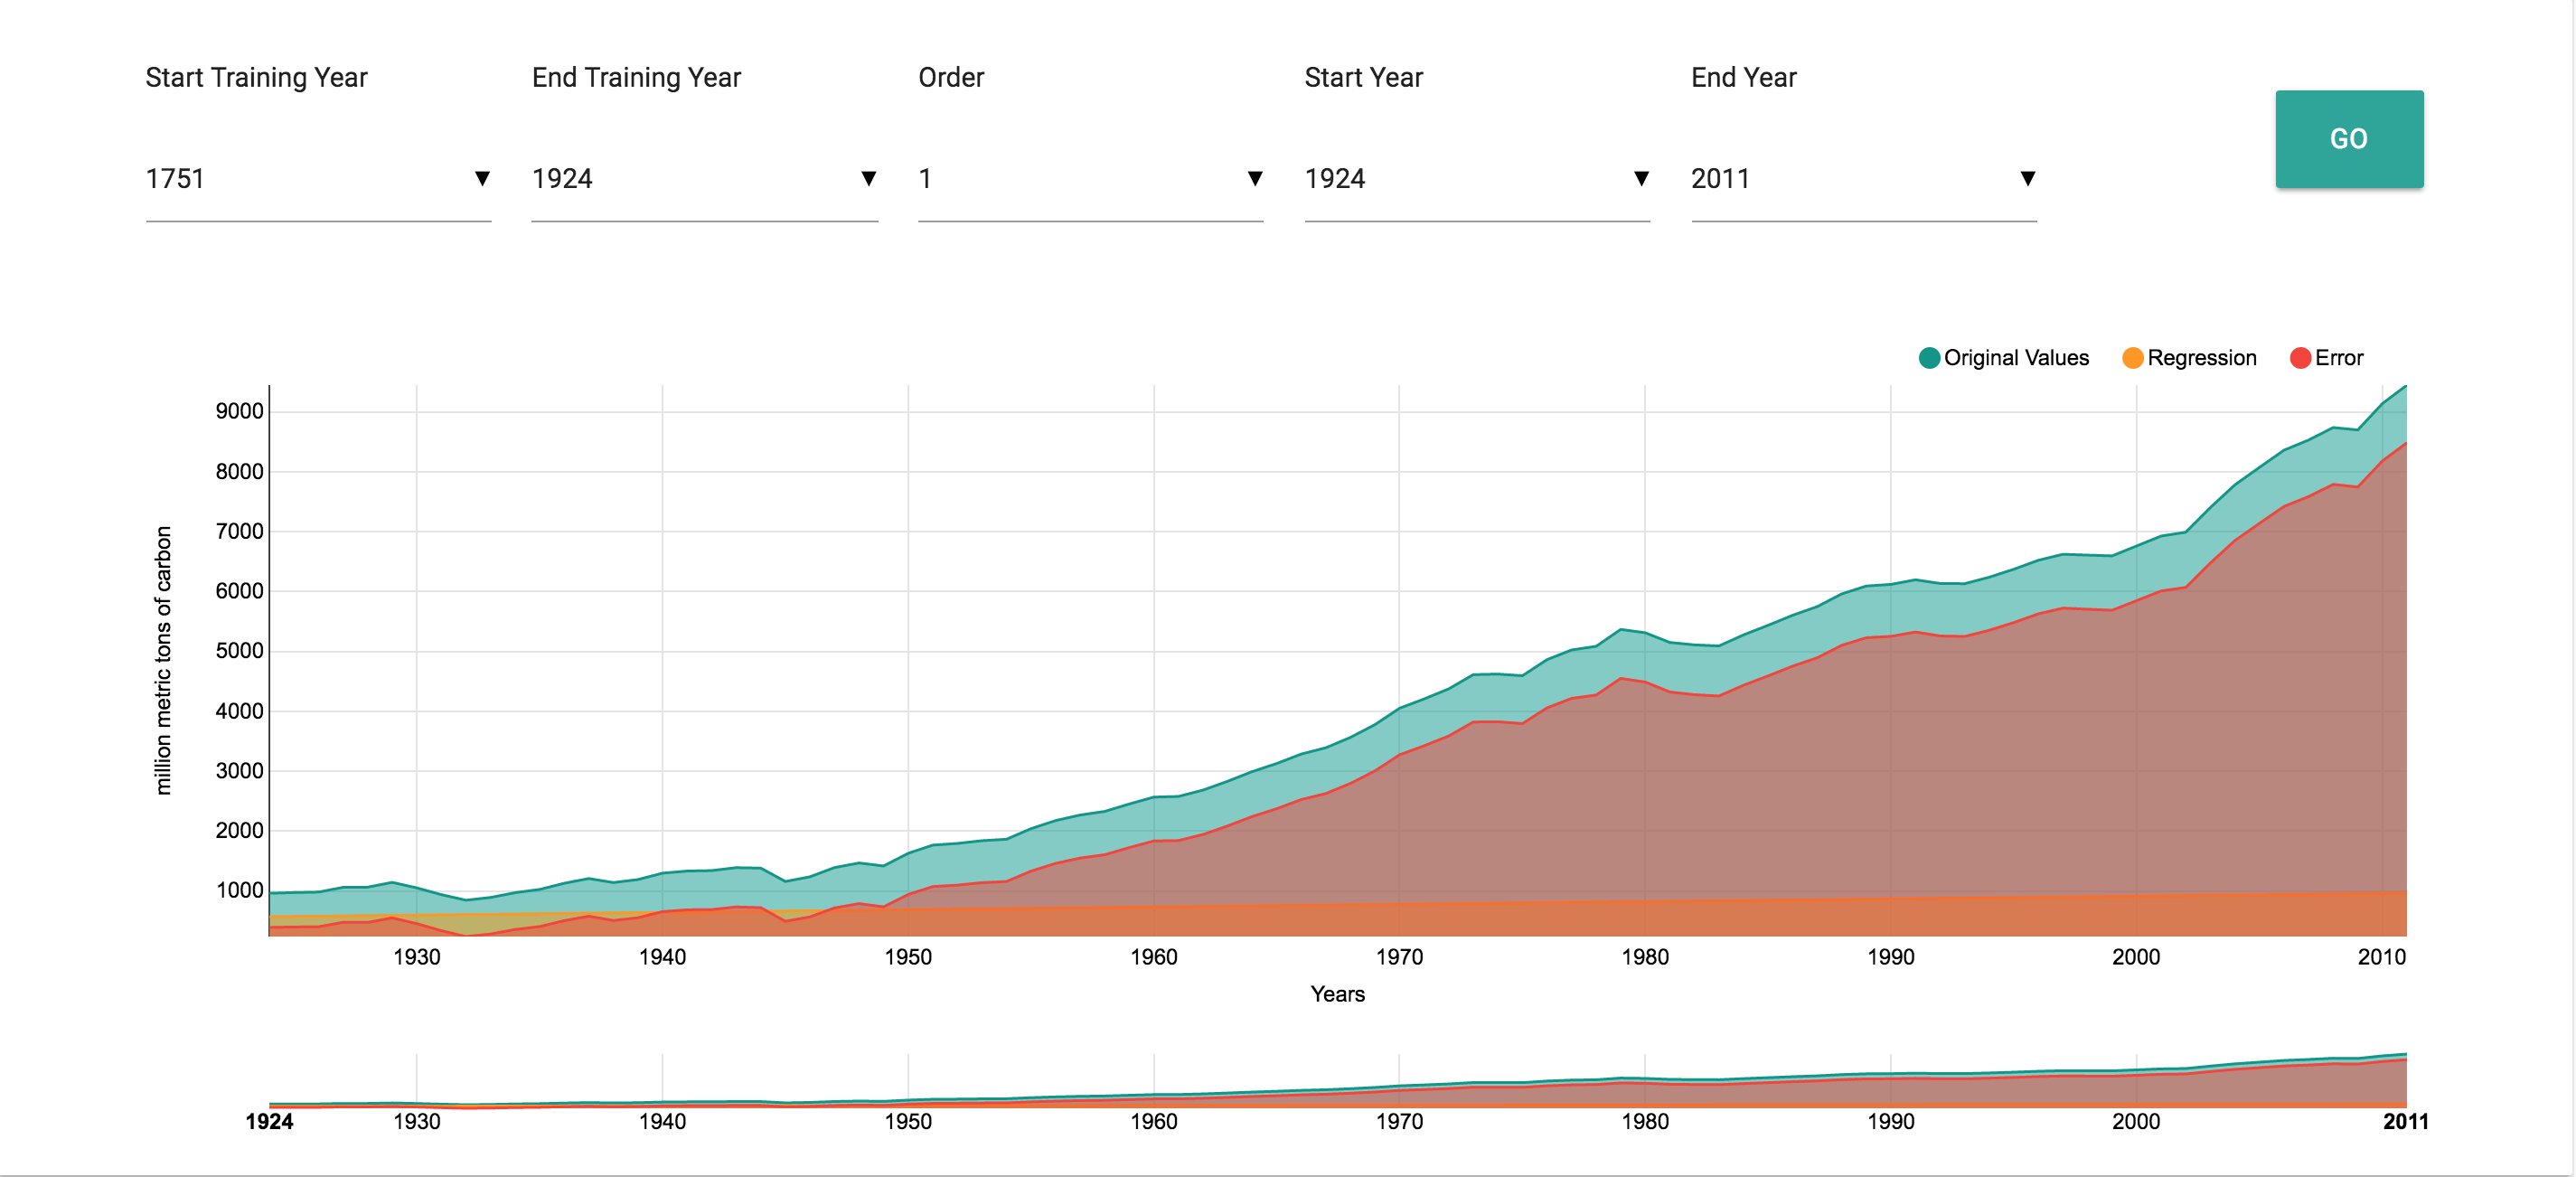 Start Training Year End Training Year Order Start Year End Year
GO
1751 ▼ 1924 ▼ 1 ▼ 1924 ▼ 2011 ▼
Original Values Regression Error
9000
8000
7000
6000
5000
4000
3000
2000
1000
million metric tons of carbon
1930 1940 1950 1960 1970 1980 1990 2000 2010
Years
1924 1930 1940 1950 1960 1970 1980 1990 2000 2011